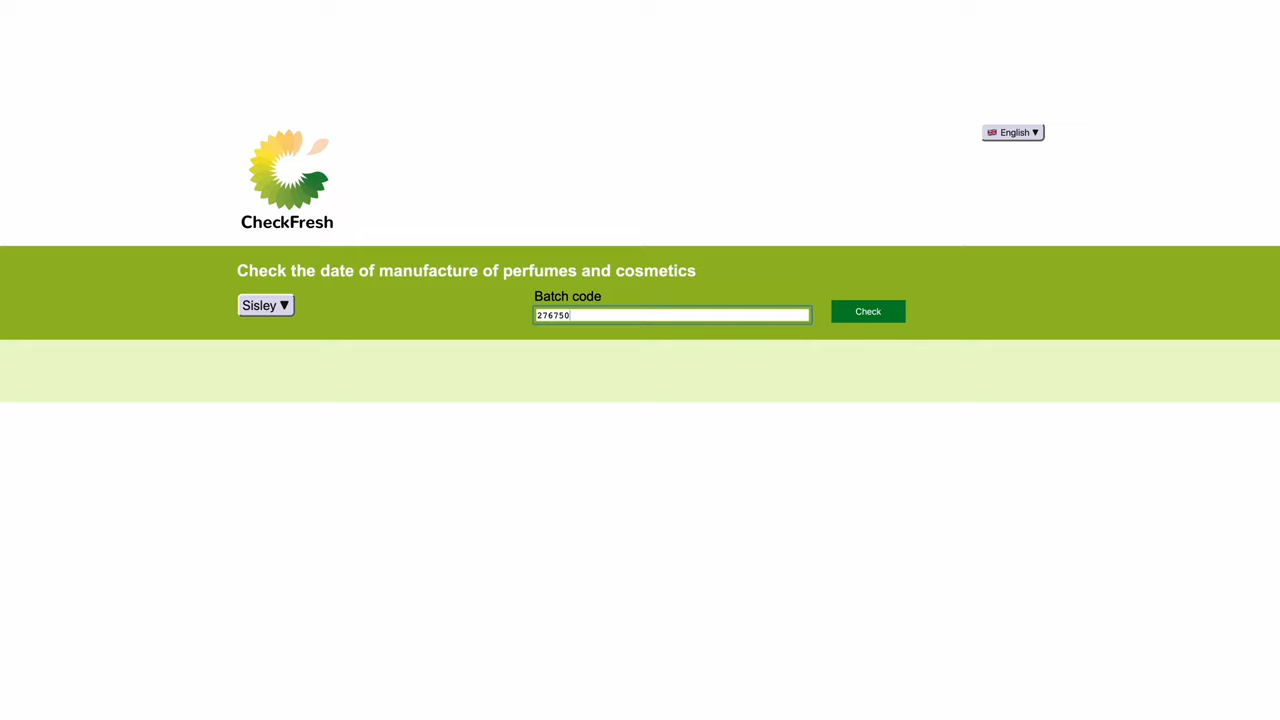 English ▼
CheckFresh
Check the date of manufacture of perfumes and cosmetics
Batch code
Sisley ▼
276750
Check